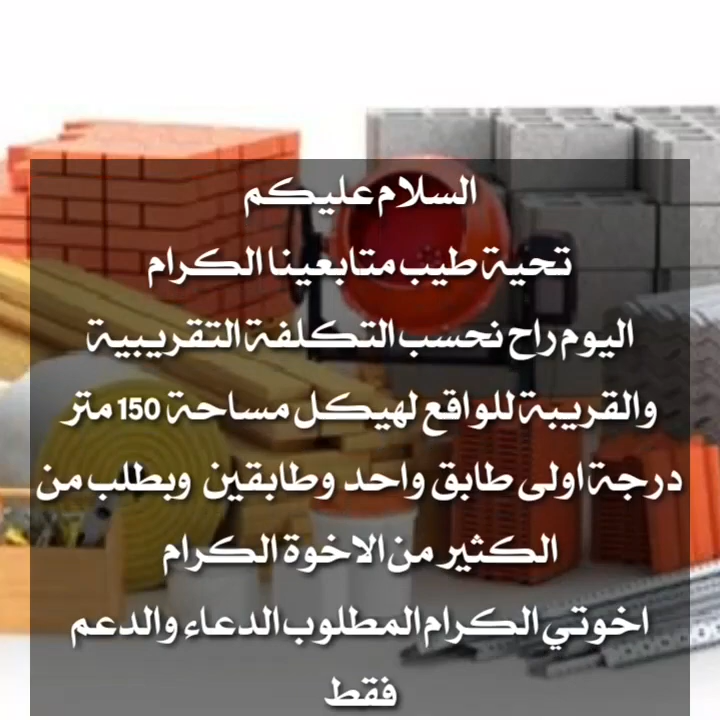 السلام عليكم
تحية طيب متابعينا الكرام
اليوم راح نحسب التكلفة التقريبية
والقريبة للواقع لهيكل مساحة 150 متر
درجة اولى طابق واحد وطابقين وبطلب من
الكثير من الاخوة الكرام
اخوتي الكرام المطلوب الدعاء والدعم
فقط